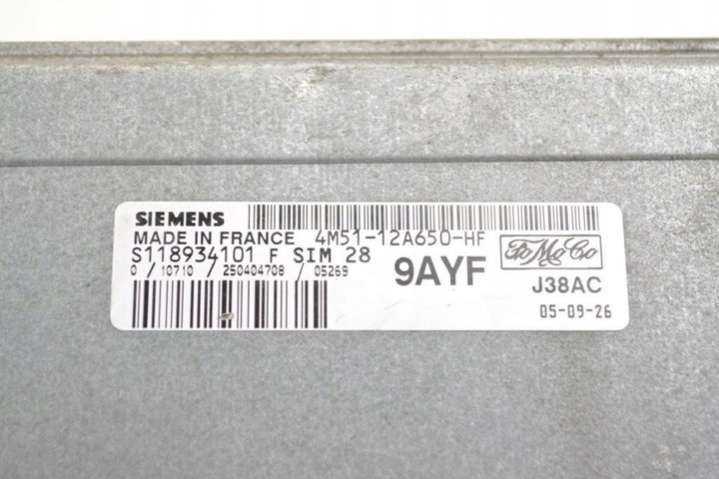 SIEMENS
MADE IN FRANCE 4M51-12A650-HF
S118934101 F SIM 28
0 / 10710 / 250404708 / 05269
9AYF
FoMoCo
J38AC
05-09-26